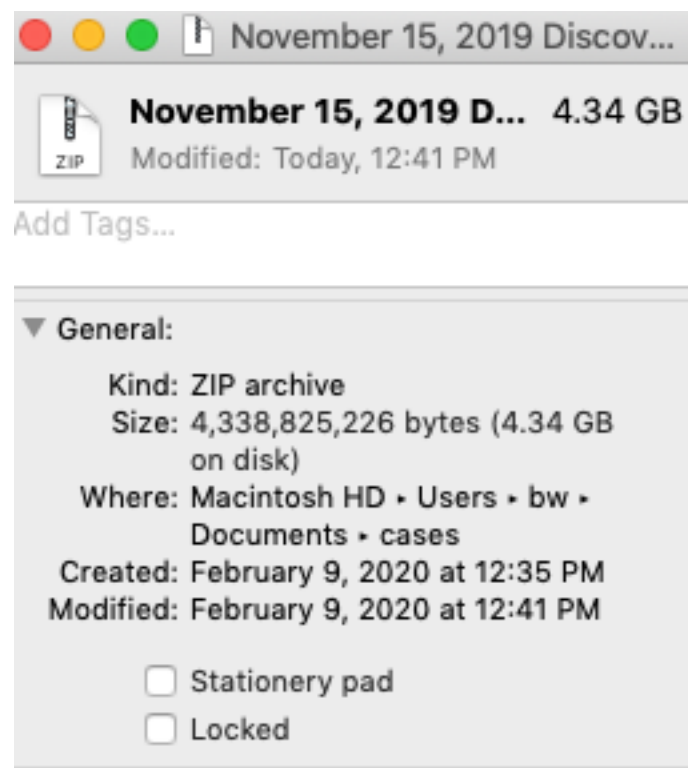 November 15, 2019 Discov...
November 15, 2019 D... 4.34 GB
ZIP
Modified: Today, 12:41 PM
Add Tags...
▼ General:
Kind: ZIP archive
Size: 4,338,825,226 bytes (4.34 GB
on disk)
Where: Macintosh HD ▸ Users ▸ bw ▸
Documents ▸ cases
Created: February 9, 2020 at 12:35 PM
Modified: February 9, 2020 at 12:41 PM
Stationery pad
Locked